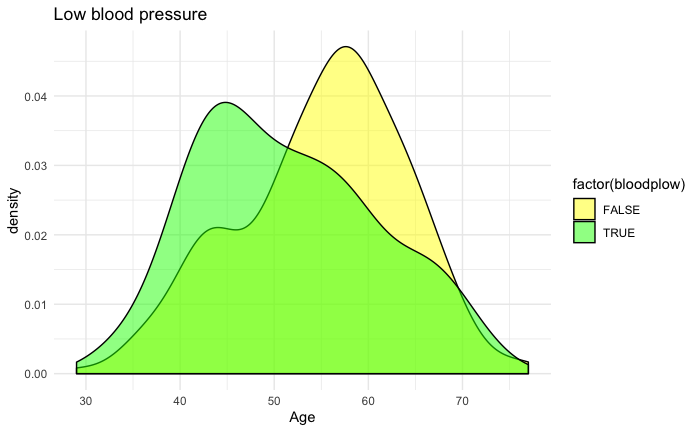 Low blood pressure
0.04
0.03
0.02
0.01
0.00
density
30 40 50 60 70
Age
factor(bloodplow)
FALSE
TRUE